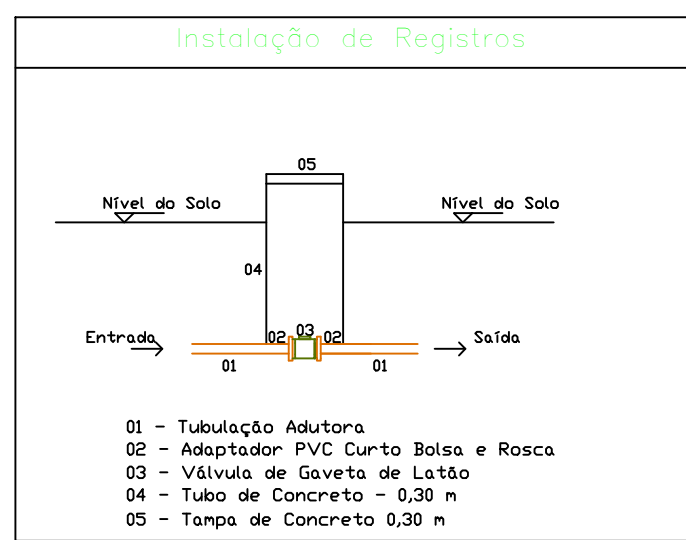 Instalação de Registros
05
Nível do Solo
Nível do Solo
04
Entrada
02
03
02
Saída
01
01
01 - Tubulação Adutora
02 - Adaptador PVC Curto Bolsa e Rosca
03 - Válvula de Gaveta de Latão
04 - Tubo de Concreto - 0,30 m
05 - Tampa de Concreto 0,30 m